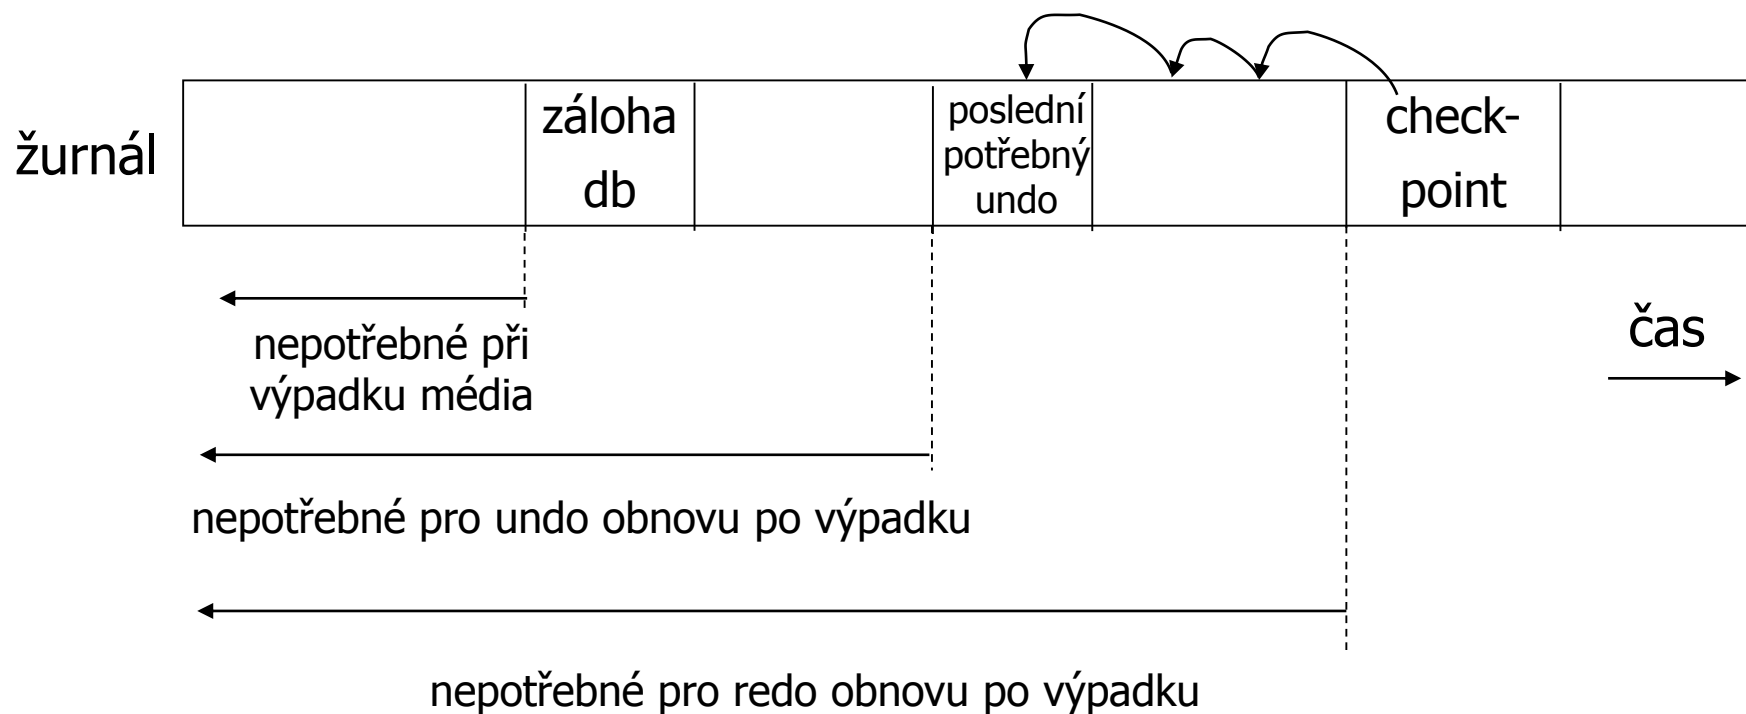 žurnál
záloha
db
poslední
potřebný
undo
check-
point
nepotřebné při
výpadku média
čas
nepotřebné pro undo obnovu po výpadku
nepotřebné pro redo obnovu po výpadku